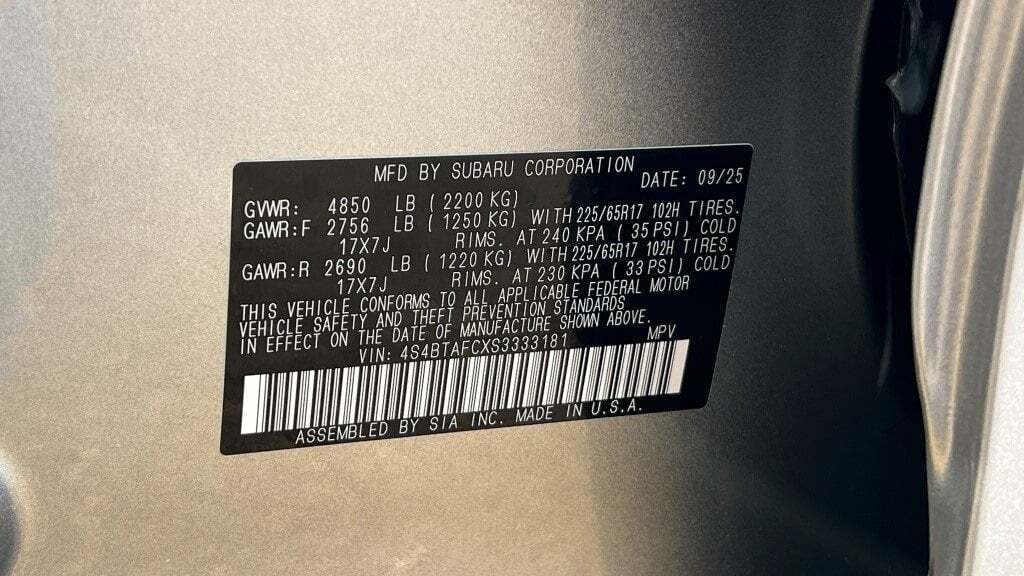 MFD BY SUBARU CORPORATION DATE: 09/25
GVWR: 4850 LB ( 2200 KG)
GAWR:F 2756 LB ( 1250 KG) WITH 225/65R17 102H TIRES.
17X7J RIMS. AT 240 KPA ( 35 PSI) COLD
GAWR:R 2690 LB ( 1220 KG) WITH 225/65R17 102H TIRES.
17X7J RIMS. AT 230 KPA ( 33 PSI) COLD
THIS VEHICLE CONFORMS TO ALL APPLICABLE FEDERAL MOTOR
VEHICLE SAFETY AND THEFT PREVENTION STANDARDS
IN EFFECT ON THE DATE OF MANUFACTURE SHOWN ABOVE.
VIN: 4S4BTAFCXS3333181 MPV
ASSEMBLED BY SIA INC. MADE IN U.S.A.